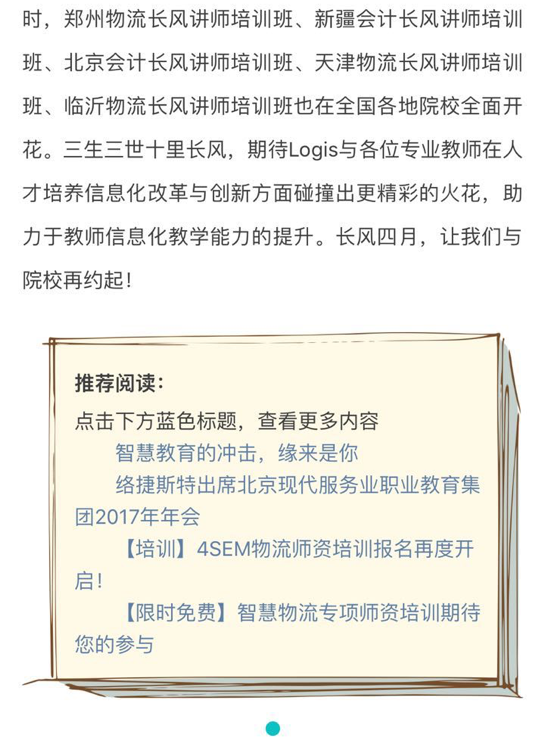 时，郑州物流长风讲师培训班、新疆会计长风讲师培训
班、北京会计长风讲师培训班、天津物流长风讲师培训
班、临沂物流长风讲师培训班也在全国各地院校全面开
花。三生三世十里长风，期待Logis与各位专业教师在人
才培养信息化改革与创新方面碰撞出更精彩的火花，助
力于教师信息化教学能力的提升。长风四月，让我们与
院校再约起！
推荐阅读：
点击下方蓝色标题，查看更多内容
智慧教育的冲击，缘来是你
络捷斯特出席北京现代服务业职业教育集
团2017年年会
【培训】4SEM物流师资培训报名再度开
启！
【限时免费】智慧物流专项师资培训期待
您的参与